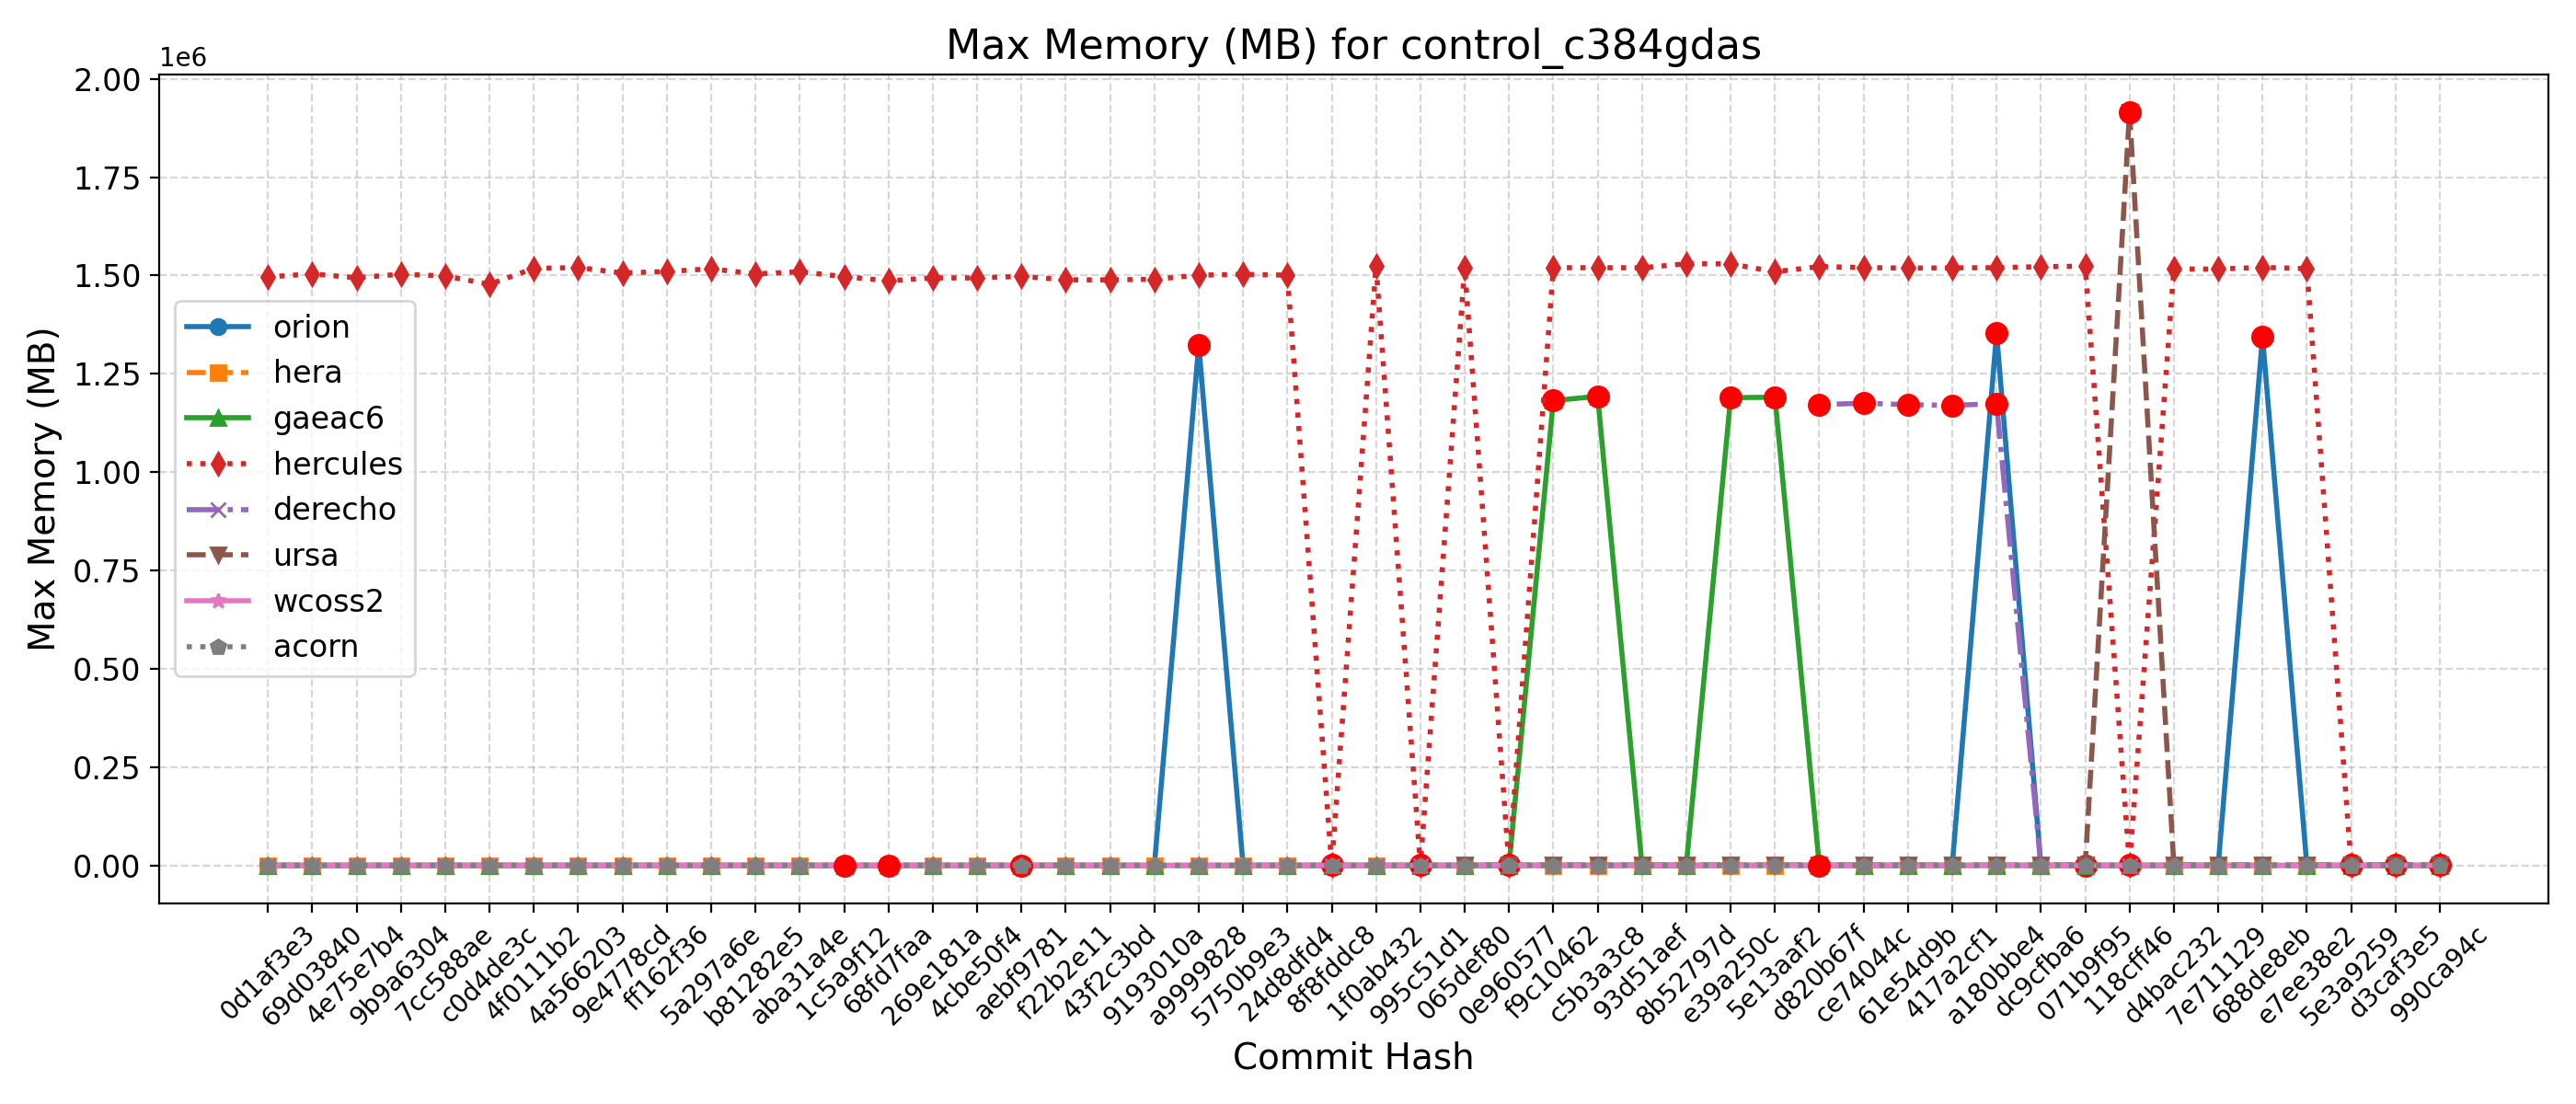 Max Memory (MB) for control_c384gdas
1e6
2.00
1.75
1.50
1.25
1.00
0.75
0.50
0.25
0.00
Max Memory (MB)
orion
hera
gaeac6
hercules
derecho
ursa
wcoss2
acorn
0d1af3e3
69d03840
4e75e7b4
9b9a6304
7cc588ae
c0d4de3c
4f0111b2
4a566203
9e4778cd
ff162f36
5a297a6e
b81282e5
aba31a4e
1c5a9f12
68fd7faa
269e181a
4cbe50f4
aebf9781
f22b2e11
43f2c3bd
9193010a
a9999828
5750b9e3
24d8dfd4
8f8fddc8
1f0ab432
995c51d1
065def80
0e960577
f9c10462
c5b3a3c8
93d51aef
8b52797d
e39a250c
5e13aaf2
d820b67f
ce74044c
61e54d9b
417a2cf1
a180bbe4
dc9cfba6
071b9f95
118cff46
d4bac232
7e711129
688de8eb
e7ee38e2
5e3a9259
d3caf3e5
990ca94c
Commit Hash